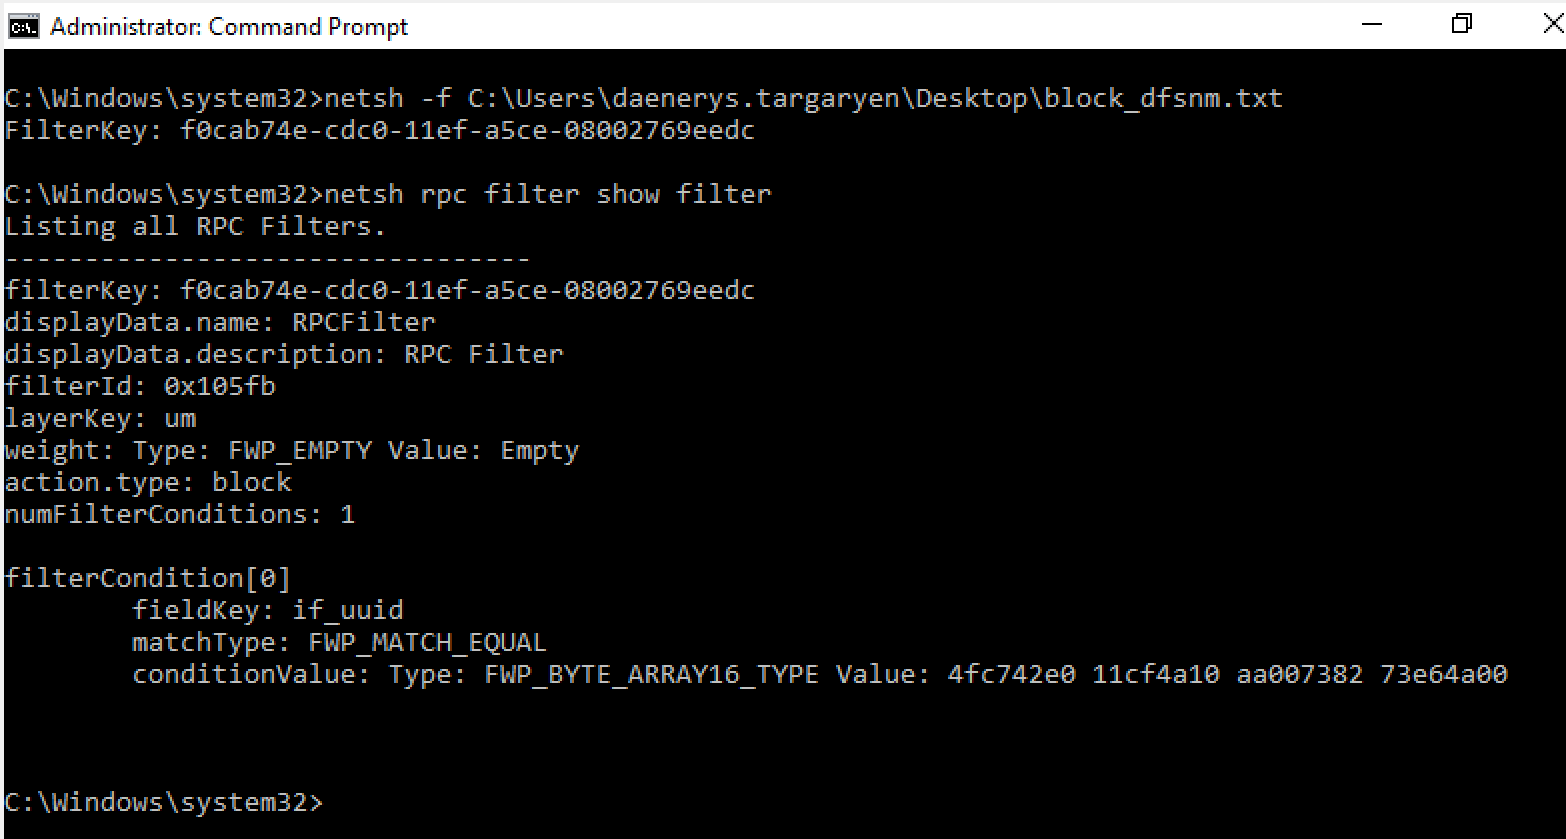 Administrator: Command Prompt
C:\Windows\system32>netsh -f C:\Users\daenerys.targaryen\Desktop\block_dfsnm.txt
FilterKey: f0cab74e-cdc0-11ef-a5ce-08002769eedc
C:\Windows\system32>netsh rpc filter show filter
Listing all RPC Filters.
---------------------------------
filterKey: f0cab74e-cdc0-11ef-a5ce-08002769eedc
displayData.name: RPCFilter
displayData.description: RPC Filter
filterId: 0x105fb
layerKey: um
weight: Type: FWP_EMPTY Value: Empty
action.type: block
numFilterConditions: 1
filterCondition[0]
fieldKey: if_uuid
matchType: FWP_MATCH_EQUAL
conditionValue: Type: FWP_BYTE_ARRAY16_TYPE Value: 4fc742e0 11cf4a10 aa007382 73e64a00
C:\Windows\system32>